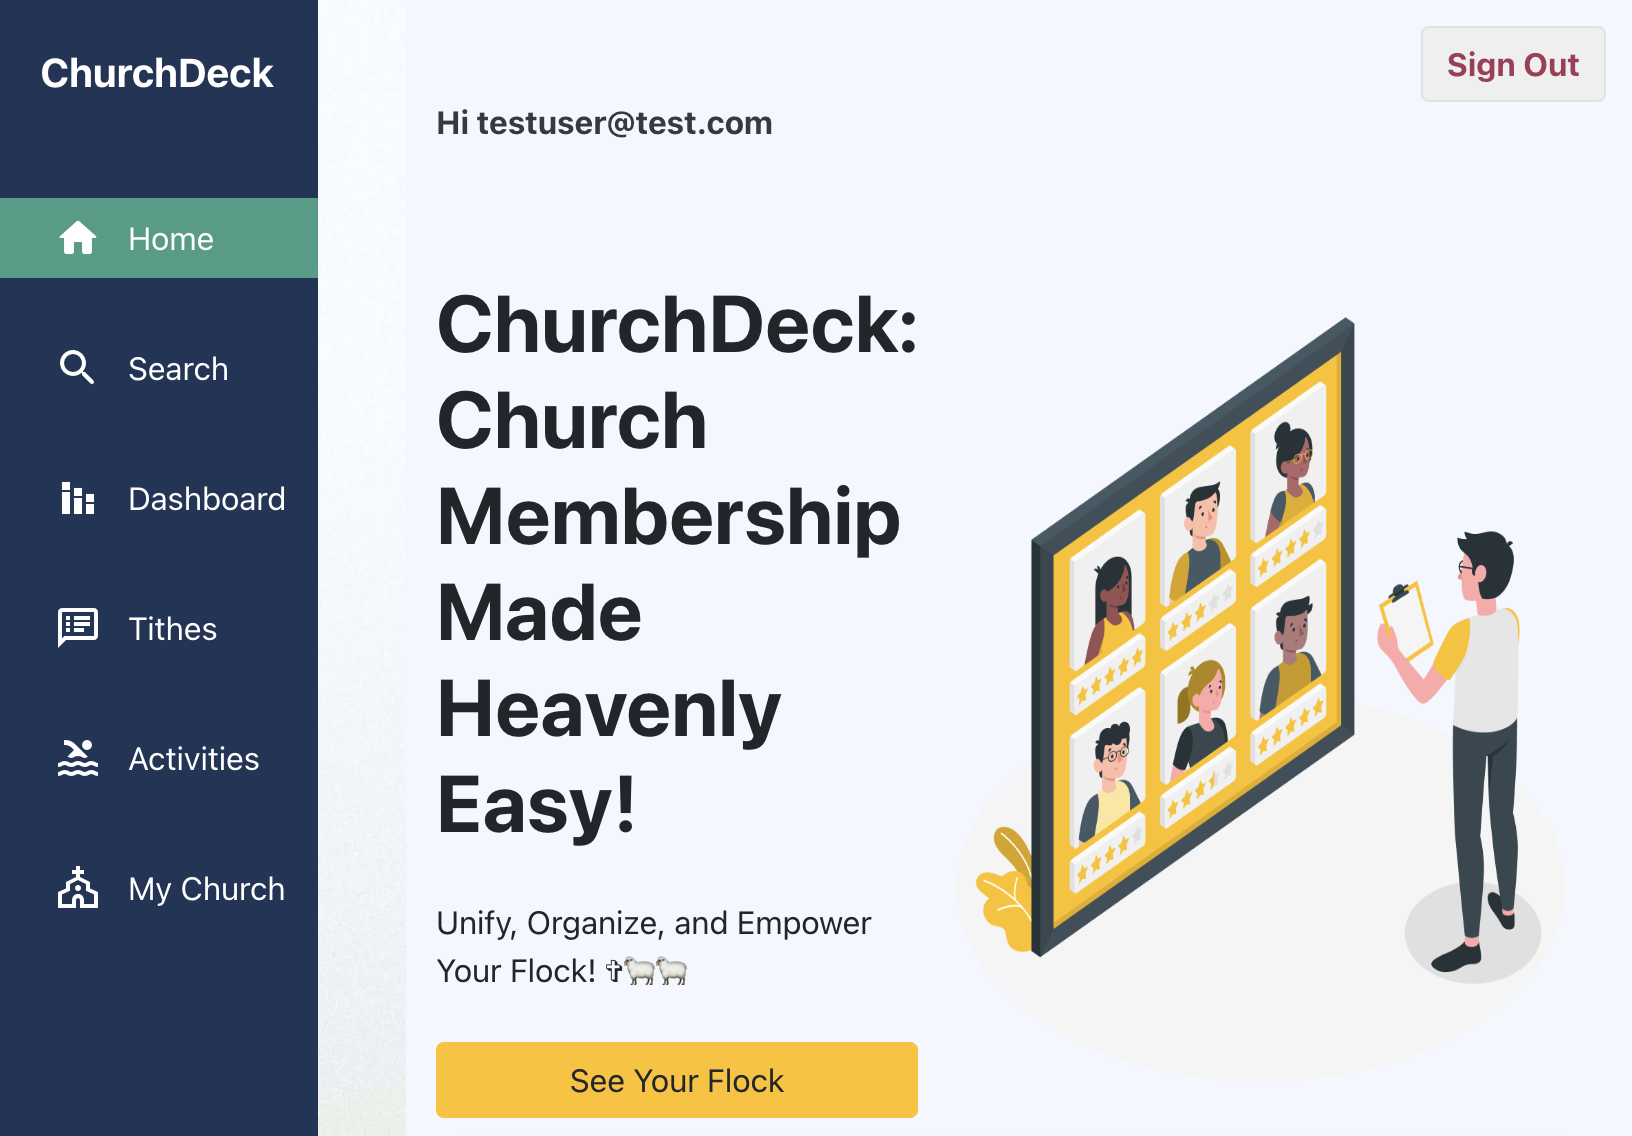 ChurchDeck
Home
Search
Dashboard
Tithes
Activities
My Church
Sign Out
Hi testuser@test.com
ChurchDeck:
Church
Membership
Made
Heavenly
Easy!
Unify, Organize, and Empower
Your Flock! ✞🐑🐑
See Your Flock